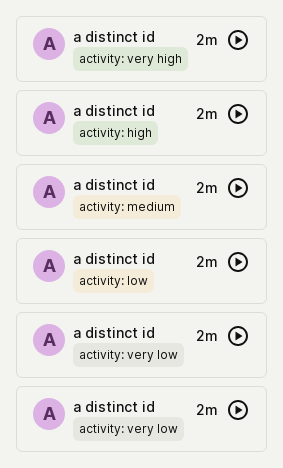 A a distinct id 2m
activity: very high
A a distinct id 2m
activity: high
A a distinct id 2m
activity: medium
A a distinct id 2m
activity: low
A a distinct id 2m
activity: very low
A a distinct id 2m
activity: very low